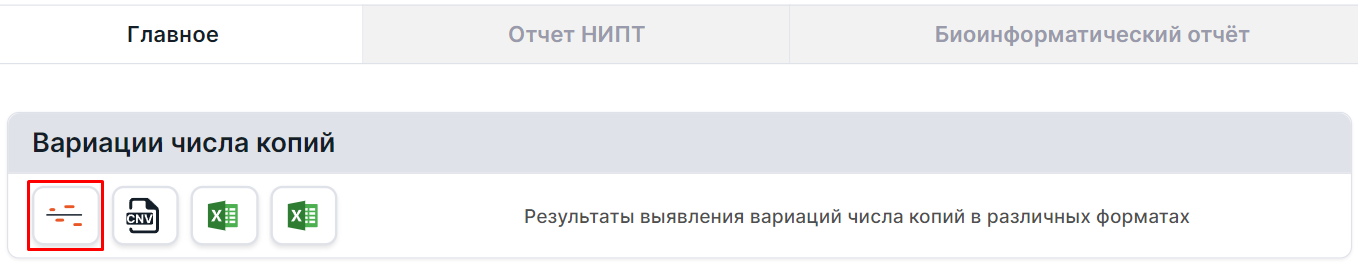 Главное
Отчет НИПТ
Биоинформатический отчёт
Вариации числа копий
CNV
X
X
Результаты выявления вариаций числа копий в различных форматах